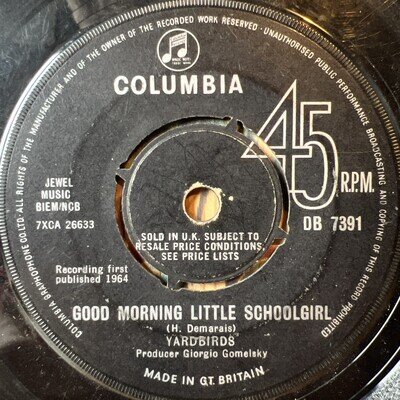 ALL RIGHTS OF THE MANUFACTURER AND OF THE OWNER OF THE RECORDED WORK RESERVED · UNAUTHORISED PUBLIC PERFORMANCE BROADCASTING AND COPYING OF THIS RECORD PROHIBITED
COLUMBIA GRAPHOPHONE CO. LTD.
COLUMBIA
45
R.P.M.
JEWEL
MUSIC
BIEM/NCB
7XCA 26633
DB 7391
SOLD IN U.K. SUBJECT TO
RESALE PRICE CONDITIONS,
SEE PRICE LISTS
Recording first
published 1964
GOOD MORNING LITTLE SCHOOLGIRL
(H. Demarais)
YARDBIRDS
Producer Giorgio Gomelsky
MADE IN GT. BRITAIN